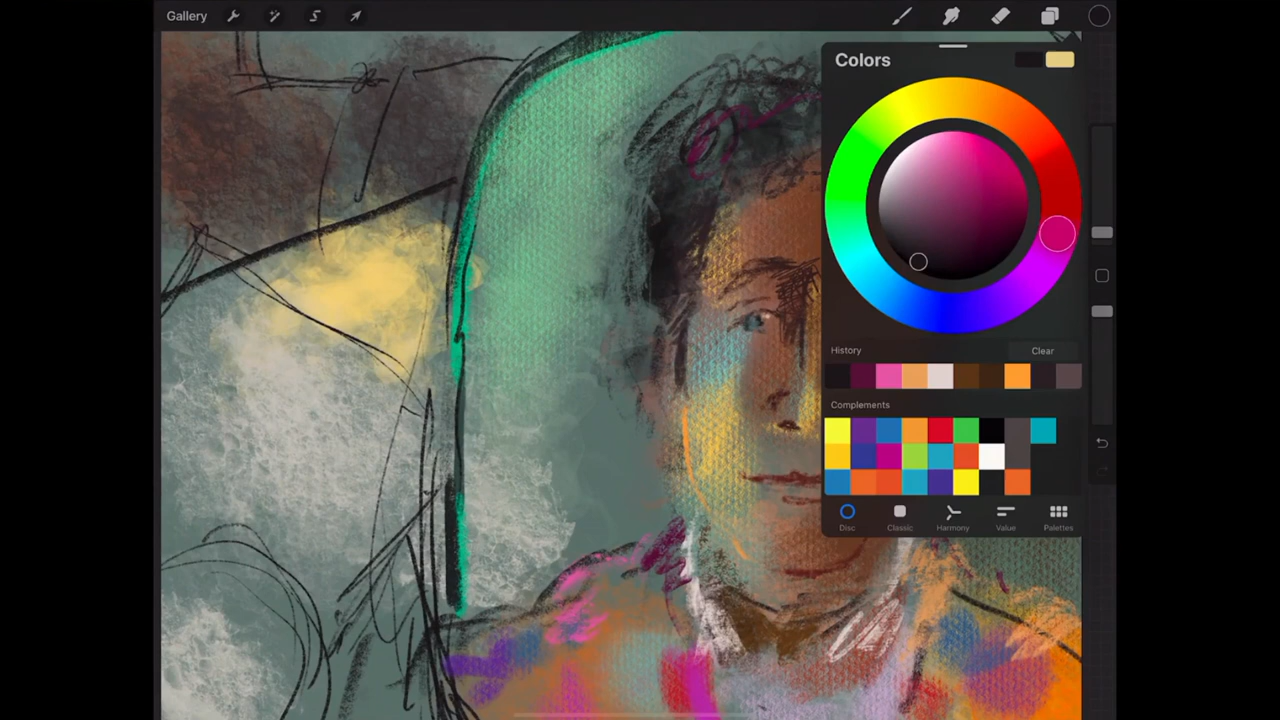 Gallery
Colors
History
Clear
Complements
Disc
Classic
Harmony
Value
Palettes